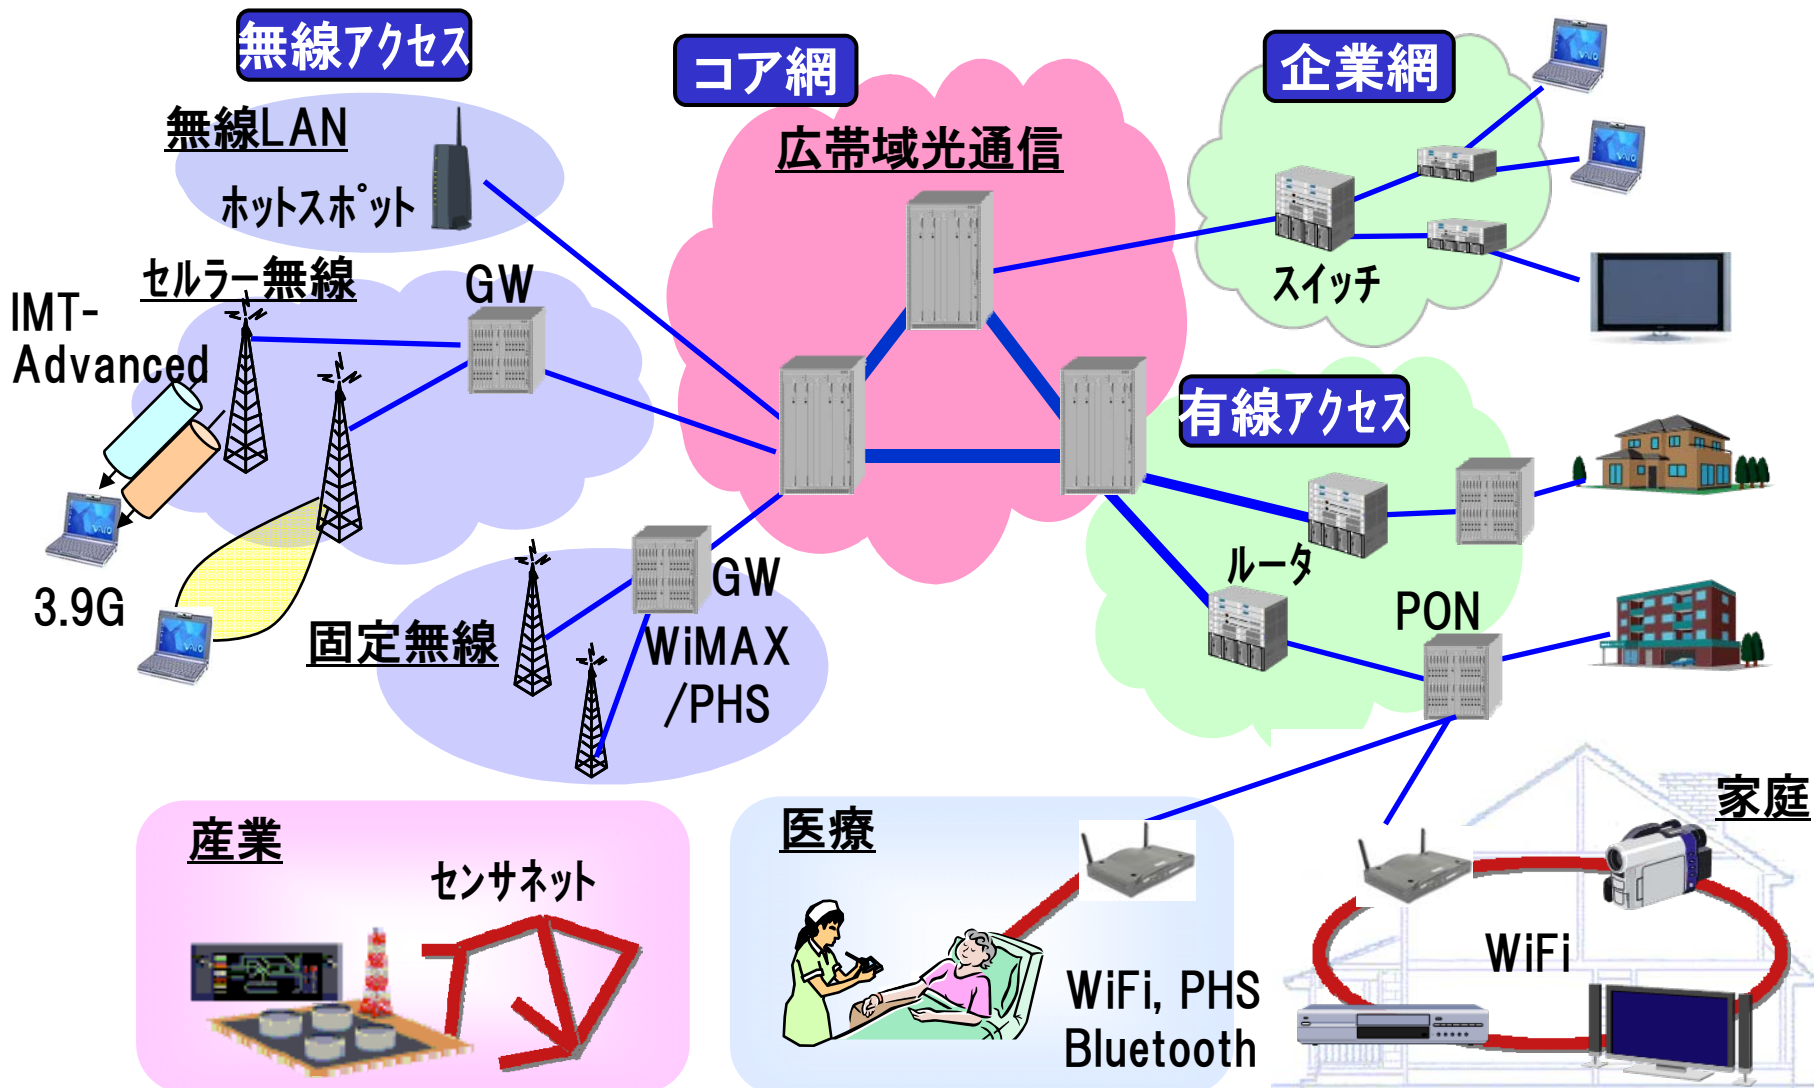 無線アクセス
コア網
企業網
無線LAN
ホットスポット
広帯域光通信
セルラー無線
GW
IMT-
Advanced
スイッチ
有線アクセス
ルータ
PON
3.9G
固定無線
GW
WiMAX
/PHS
産業
センサネット
医療
WiFi, PHS
Bluetooth
家庭
WiFi